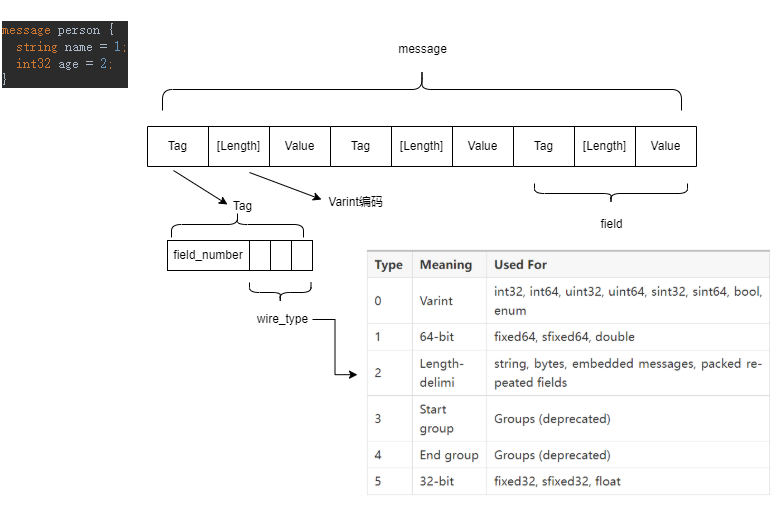 message person {
string name = 1;
int32 age = 2;
}
message
Tag [Length] Value Tag [Length] Value Tag [Length] Value
Tag
Varint编码
field
field_number
wire_type
Type Meaning Used For
0 Varint int32, int64, uint32, uint64, sint32, sint64, bool,
enum
1 64-bit fixed64, sfixed64, double
2 Length-
delimi string, bytes, embedded messages, packed re-
peated fields
3 Start
group Groups (deprecated)
4 End group Groups (deprecated)
5 32-bit fixed32, sfixed32, float